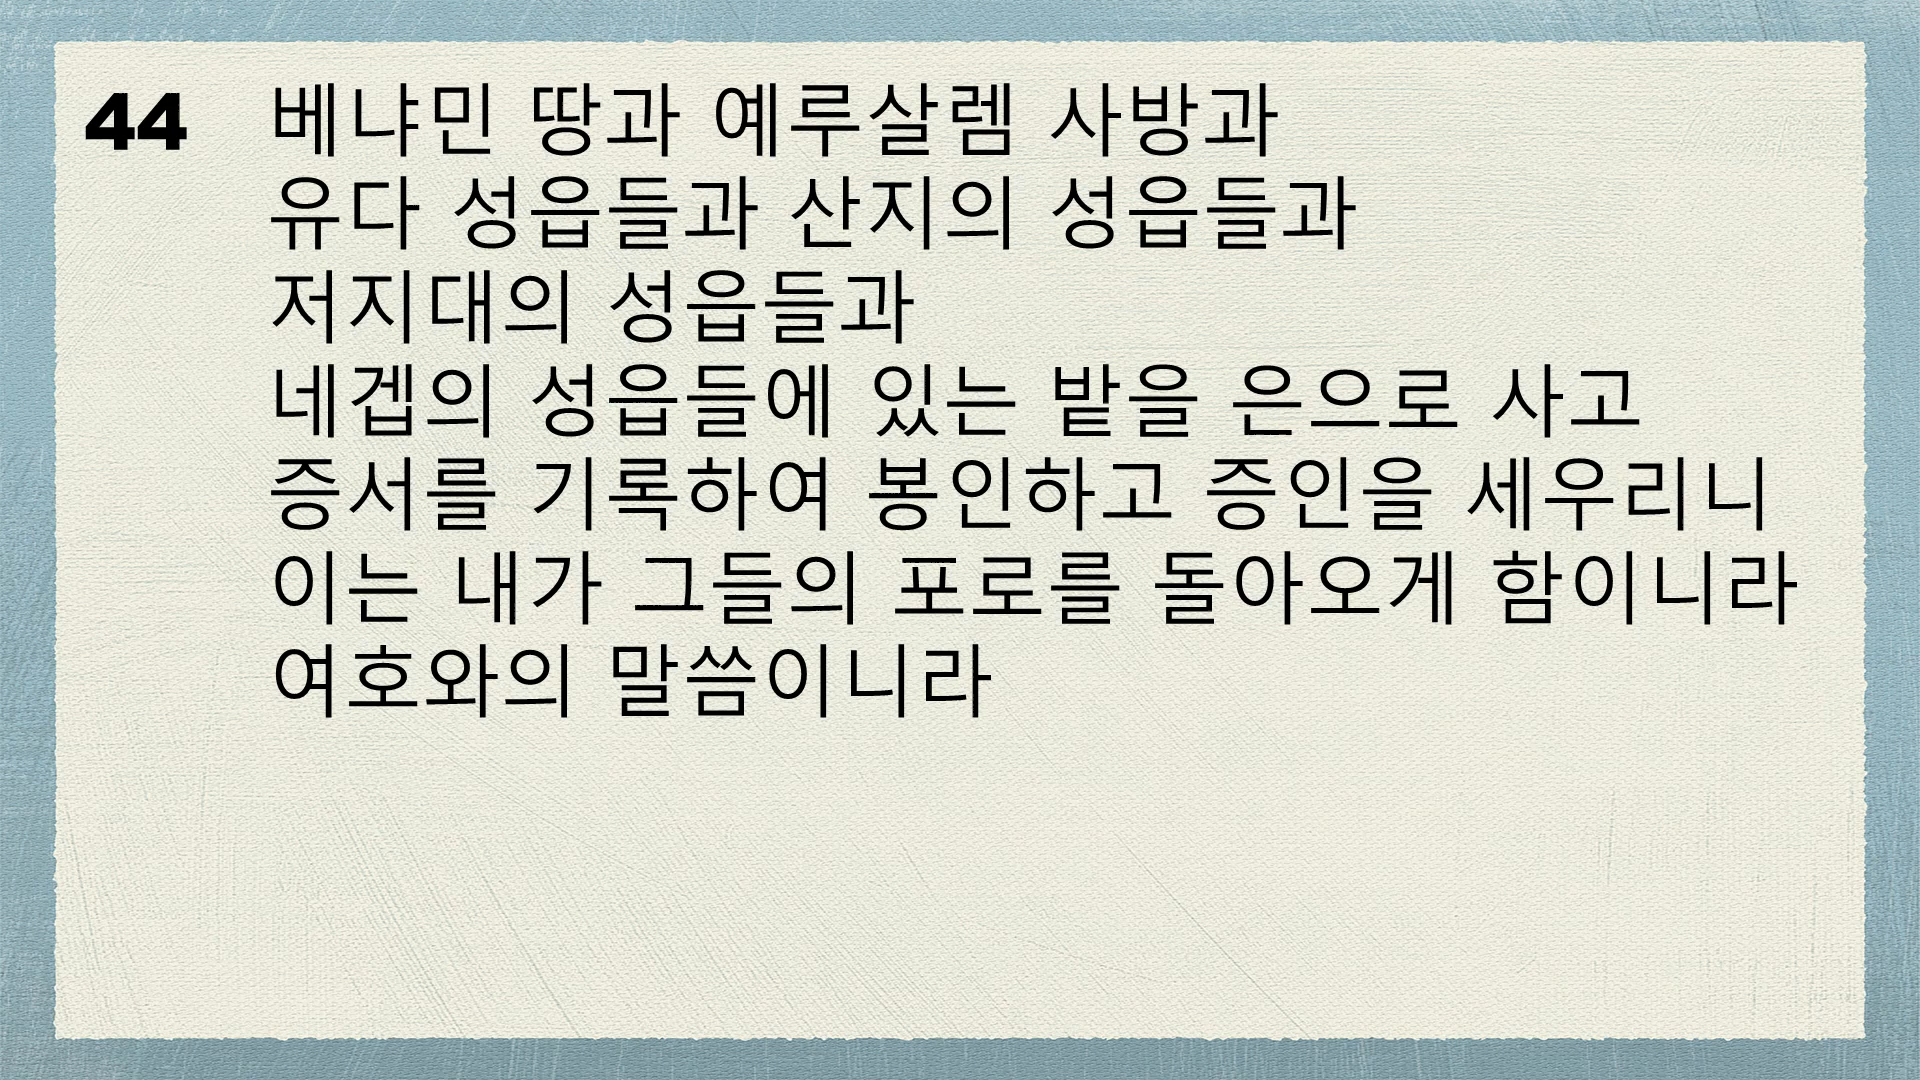 44 베냐민 땅과 예루살렘 사방과
유다 성읍들과 산지의 성읍들과
저지대의 성읍들과
네겝의 성읍들에 있는 밭을 은으로 사고
증서를 기록하여 봉인하고 증인을 세우리니
이는 내가 그들의 포로를 돌아오게 함이니라
여호와의 말씀이니라